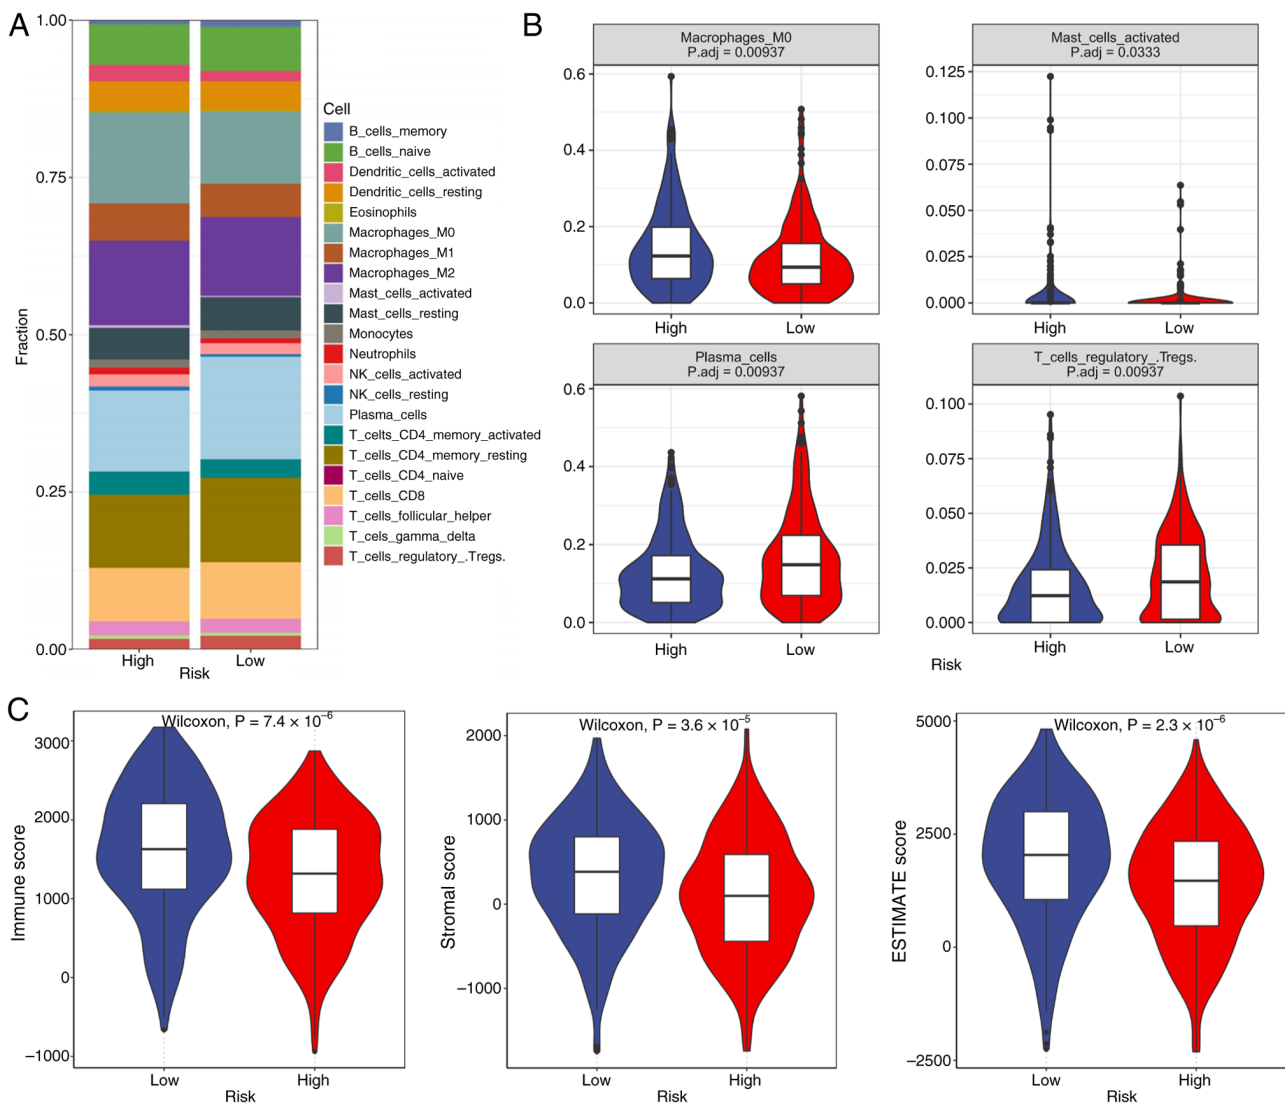 A
1.00
0.75
0.50
0.25
0.00
Fraction
High
Low
Risk
Cell
B_cells_memory
B_cells_naive
Dendritic_cells_activated
Dendritic_cells_resting
Eosinophils
Macrophages_M0
Macrophages_M1
Macrophages_M2
Mast_cells_activated
Mast_cells_resting
Monocytes
Neutrophils
NK_cells_activated
NK_cells_resting
Plasma_cells
T_celts_CD4_memory_activated
T_cells_CD4_memory_resting
T_cells_CD4_naive
T_cells_CD8
T_cells_follicular_helper
T_cels_gamma_delta
T_cells_regulatory_.Tregs.
B
Macrophages_M0
P.adj = 0.00937
0.6
0.4
0.2
0.0
High
Low
Mast_cells_activated
P.adj = 0.0333
0.125
0.100
0.075
0.050
0.025
0.000
High
Low
Plasma_cells
P.adj = 0.00937
0.6
0.4
0.2
0.0
High
Low
T_cells_regulatory_.Tregs.
P.adj = 0.00937
0.100
0.075
0.050
0.025
0.000
High
Low
Risk
C
Wilcoxon, P = 7.4 × 10⁻⁶
3000
2000
1000
0
−1000
Immune score
Low
High
Risk
Wilcoxon, P = 3.6 × 10⁻⁵
2000
1000
0
−1000
Stromal score
Low
High
Risk
Wilcoxon, P = 2.3 × 10⁻⁶
5000
2500
0
−2500
ESTIMATE score
Low
High
Risk